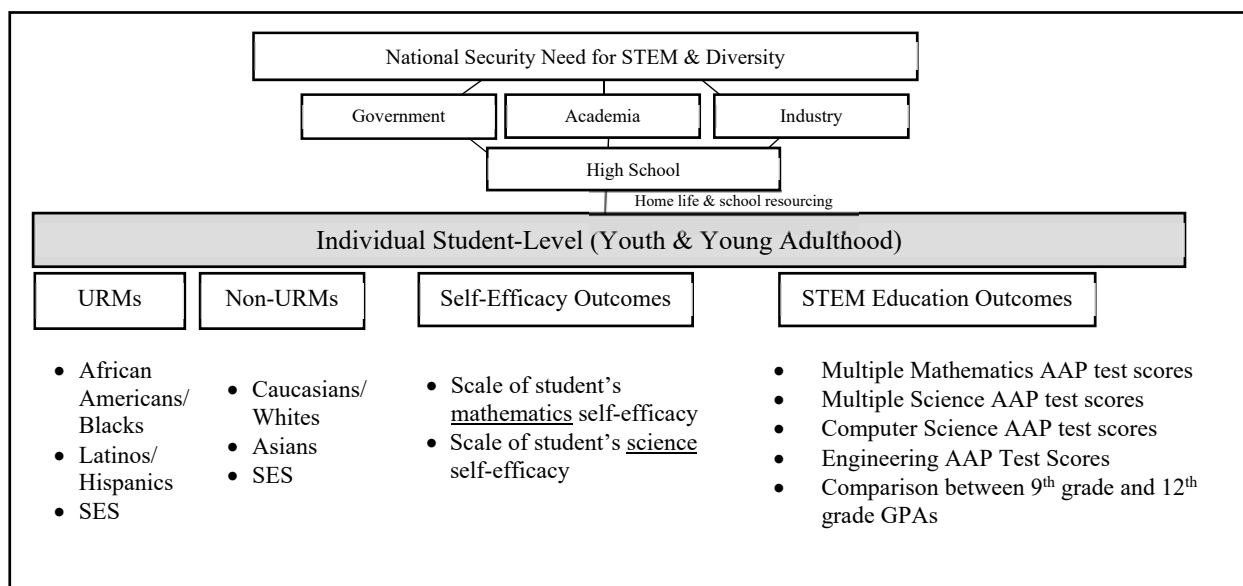 National Security Need for STEM & Diversity
Government
Academia
Industry
High School
Home life & school resourcing
Individual Student-Level (Youth & Young Adulthood)
URMs
Non-URMs
Self-Efficacy Outcomes
STEM Education Outcomes
• African
Americans/
Blacks
• Latinos/
Hispanics
• SES
• Caucasians/
Whites
• Asians
• SES
• Scale of student’s
mathematics self-efficacy
• Scale of student’s science
self-efficacy
• Multiple Mathematics AAP test scores
• Multiple Science AAP test scores
• Computer Science AAP test scores
• Engineering AAP Test Scores
• Comparison between 9th grade and 12th
grade GPAs